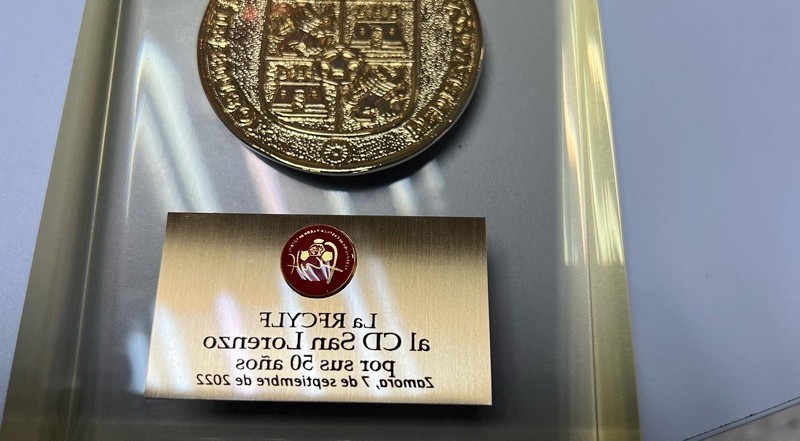 La RFCYLF
al CD San Lorenzo
por sus 50 años
Zamora, 7 de septiembre de 2022